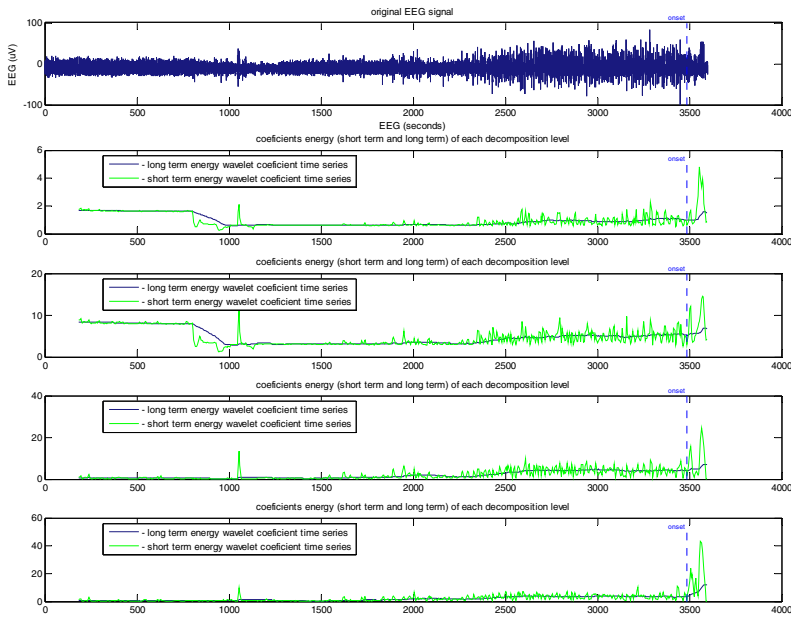 original EEG signal
onset
100
0
-100
EEG (uV)
0 500 1000 1500 2000 2500 3000 3500 4000
EEG (seconds)
coeficients energy (short term and long term) of each decomposition level
onset
6
4
2
0
- long term energy wavelet coeficient time series
- short term energy wavelet coeficient time series
0 500 1000 1500 2000 2500 3000 3500 4000
coeficients energy (short term and long term) of each decomposition level
onset
20
10
0
- long term energy wavelet coeficient time series
- short term energy wavelet coeficient time series
0 500 1000 1500 2000 2500 3000 3500 4000
coeficients energy (short term and long term) of each decomposition level
onset
40
20
0
- long term energy wavelet coeficient time series
- short term energy wavelet coeficient time series
0 500 1000 1500 2000 2500 3000 3500 4000
coeficients energy (short term and long term) of each decomposition level
onset
60
40
20
0
- long term energy wavelet coeficient time series
- short term energy wavelet coeficient time series
0 500 1000 1500 2000 2500 3000 3500 4000